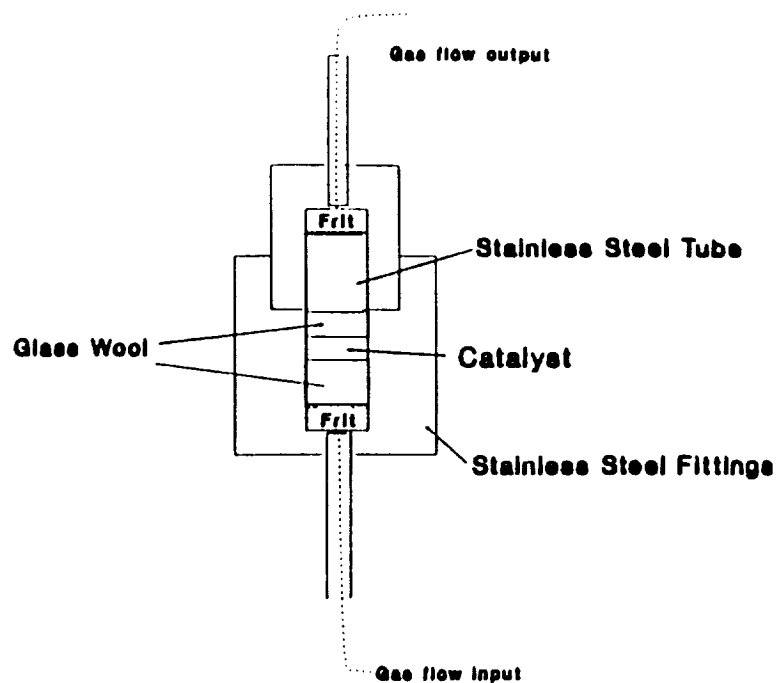 Gas flow output
Frit
Stainless Steel Tube
Glass Wool
Catalyst
Frit
Stainless Steel Fittings
Gas flow input